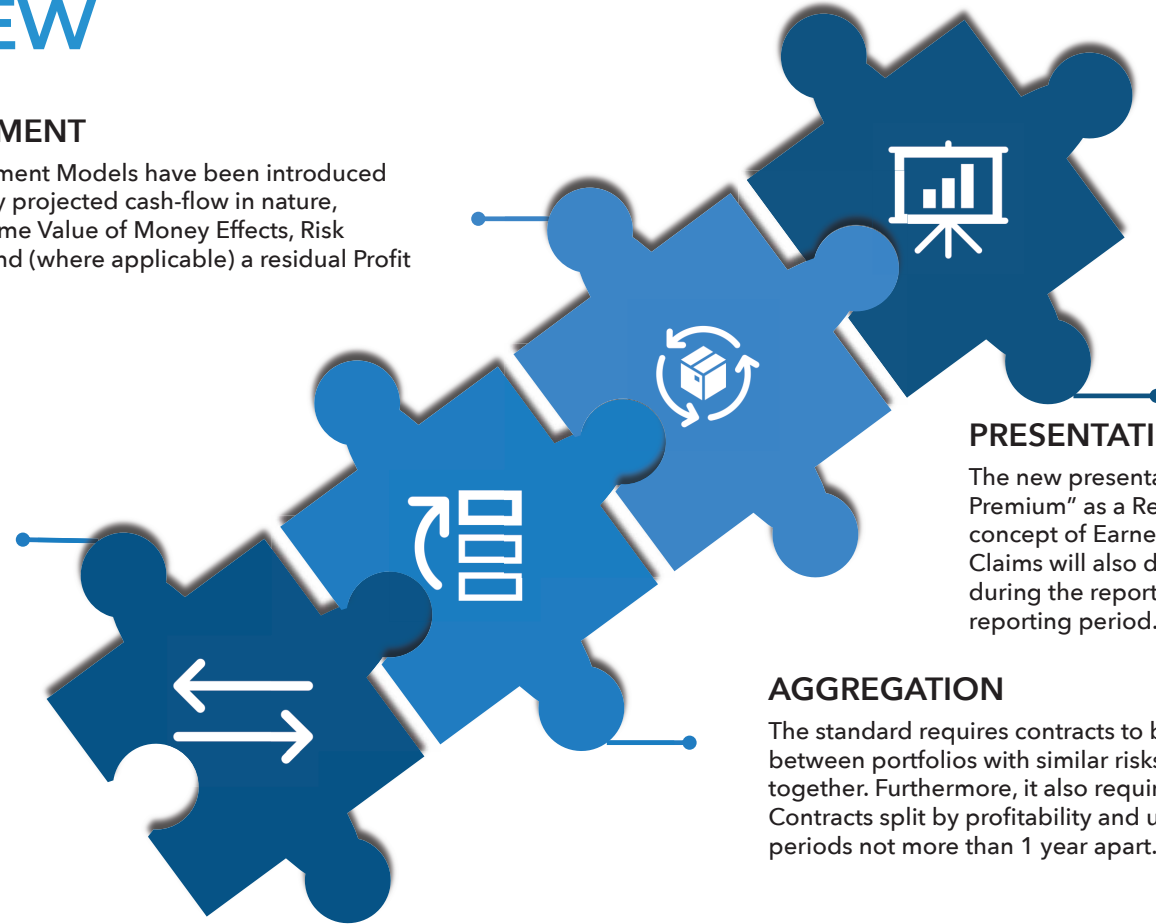 EW
MENT
ment Models have been introduced
y projected cash-flow in nature,
me Value of Money Effects, Risk
nd (where applicable) a residual Profit
PRESENTATI
The new presenta
Premium” as a Re
concept of Earne
Claims will also d
during the report
reporting period.
AGGREGATION
The standard requires contracts to b
between portfolios with similar risks
together. Furthermore, it also requir
Contracts split by profitability and u
periods not more than 1 year apart.